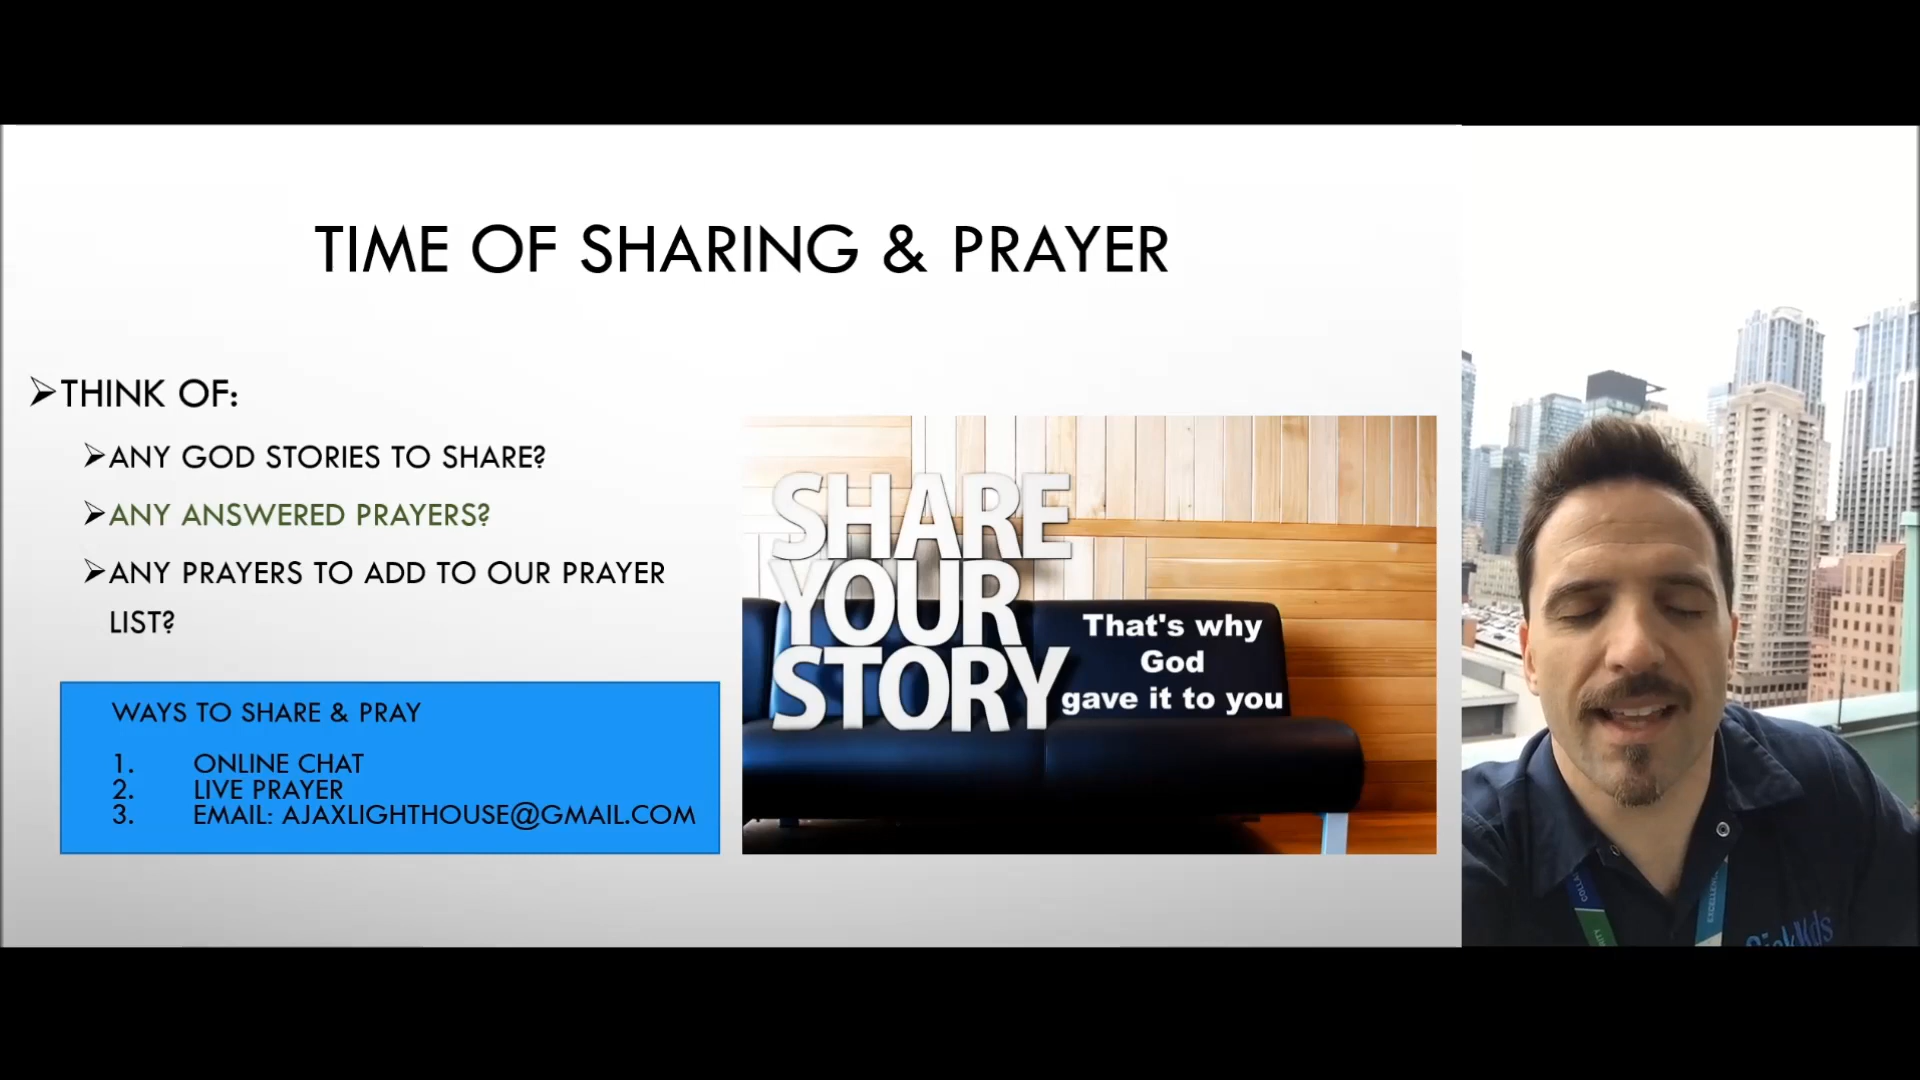 TIME OF SHARING & PRAYER
THINK OF:
ANY GOD STORIES TO SHARE?
ANY ANSWERED PRAYERS?
ANY PRAYERS TO ADD TO OUR PRAYER
LIST?
WAYS TO SHARE & PRAY
1. ONLINE CHAT
2. LIVE PRAYER
3. EMAIL: AJAXLIGHTHOUSE@GMAIL.COM
SHARE
YOUR
STORY
That's why
God
gave it to you
SickKids